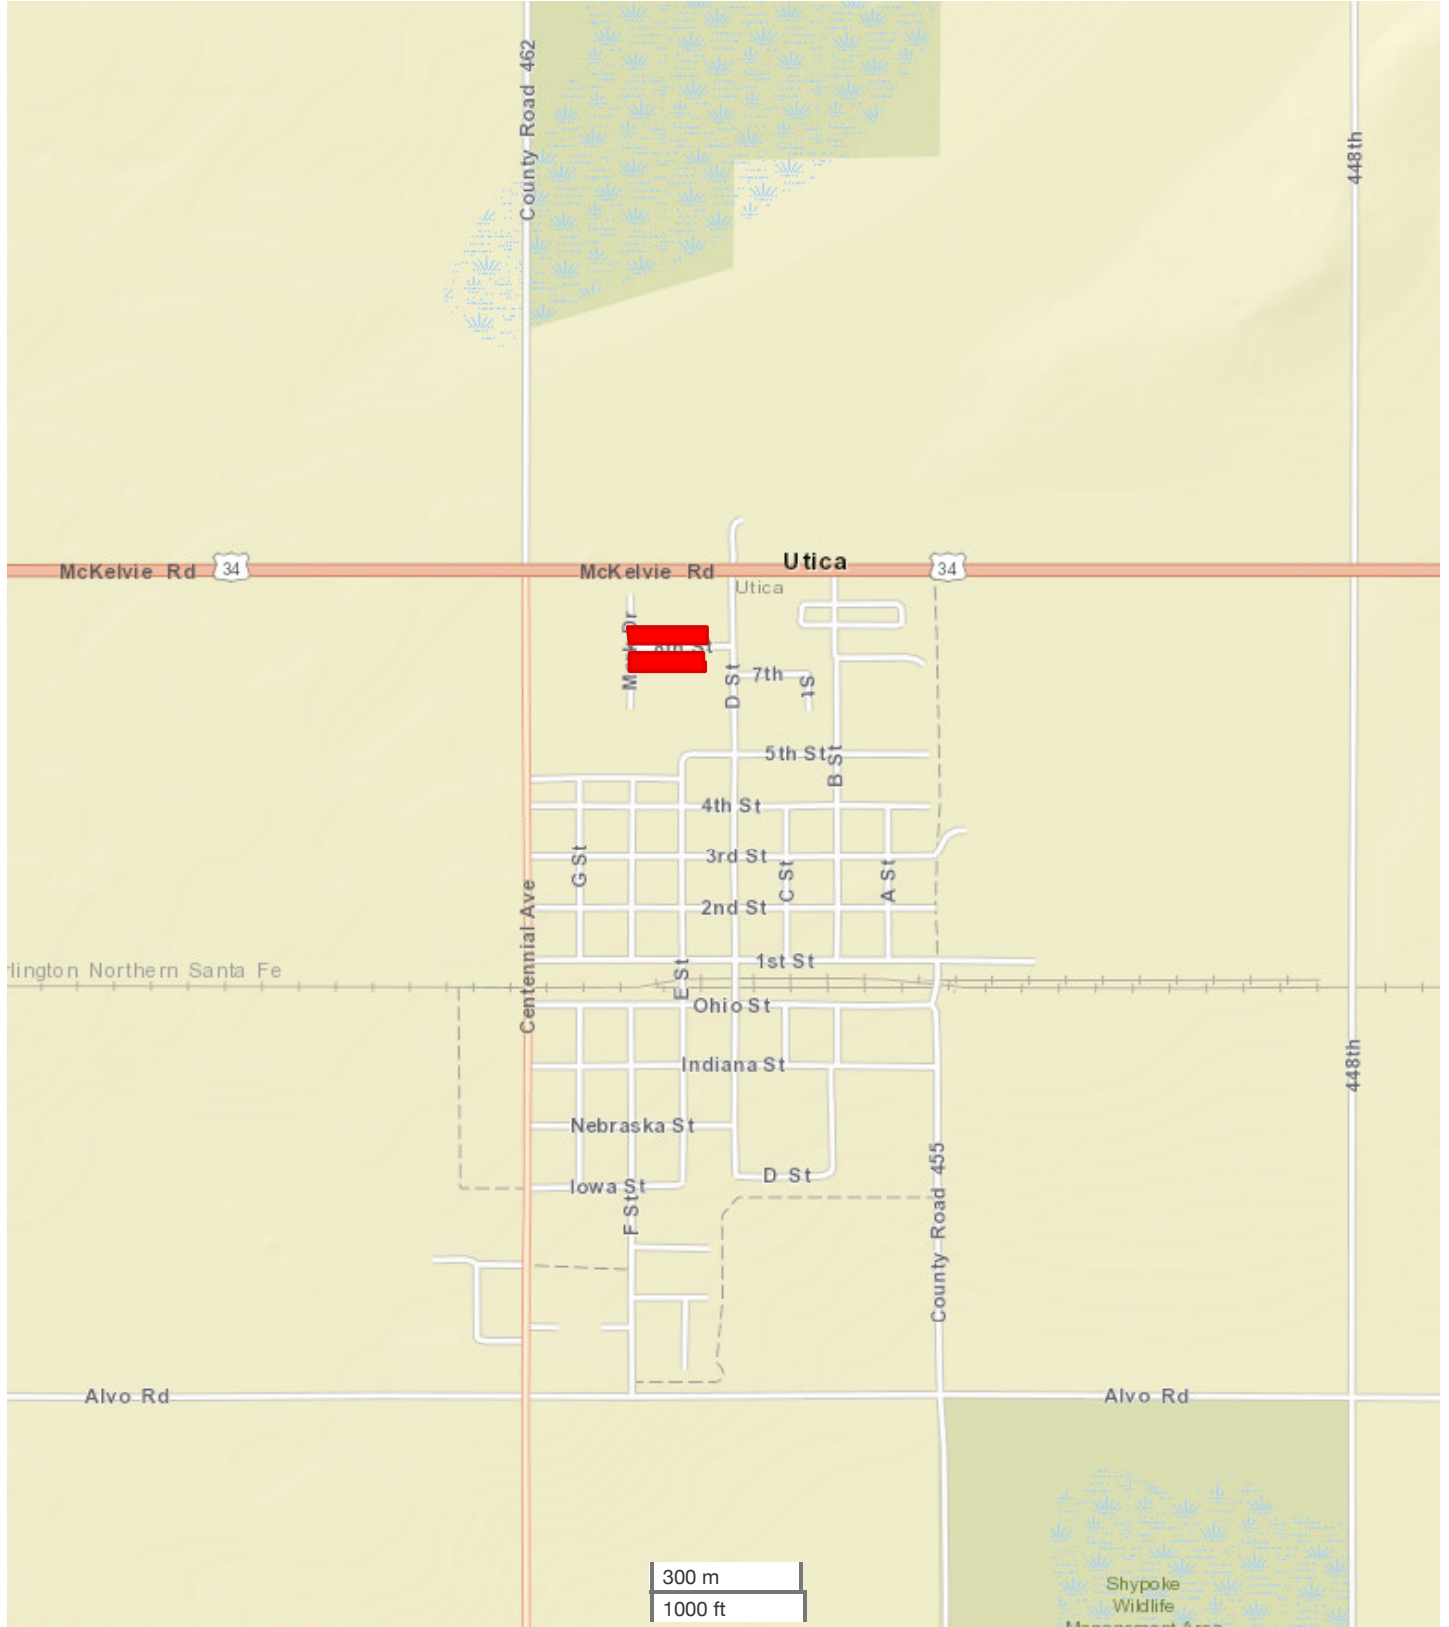 County Road 462
448th
Utica
McKelvie Rd
34
McKelvie Rd
34
Utica
D St
7th
St
5th St
B St
4th St
3rd St
G St
C St
A St
2nd St
Centennial Ave
1st St
rlington Northern Santa Fe
E St
Ohio St
Indiana St
448th
Nebraska St
D St
Iowa St
F St
County Road 455
Alvo Rd
Alvo Rd
300 m
1000 ft
Shypoke
Wildlife